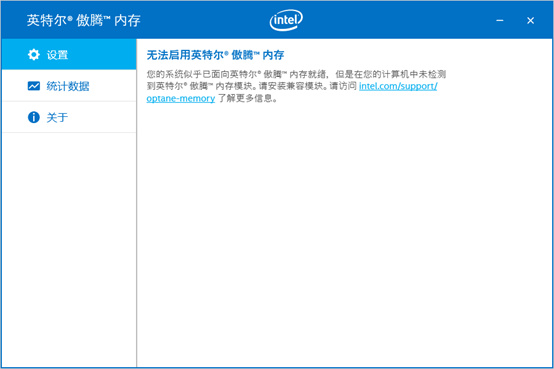 英特尔® 傲腾™ 内存
intel
设置
统计数据
关于
无法启用英特尔® 傲腾™ 内存
您的系统似乎已面向英特尔® 傲腾™ 内存就绪，但是在您的计算机中未检测
到英特尔® 傲腾™ 内存模块。请安装兼容模块。请访问 intel.com/support/
optane-memory 了解更多信息。